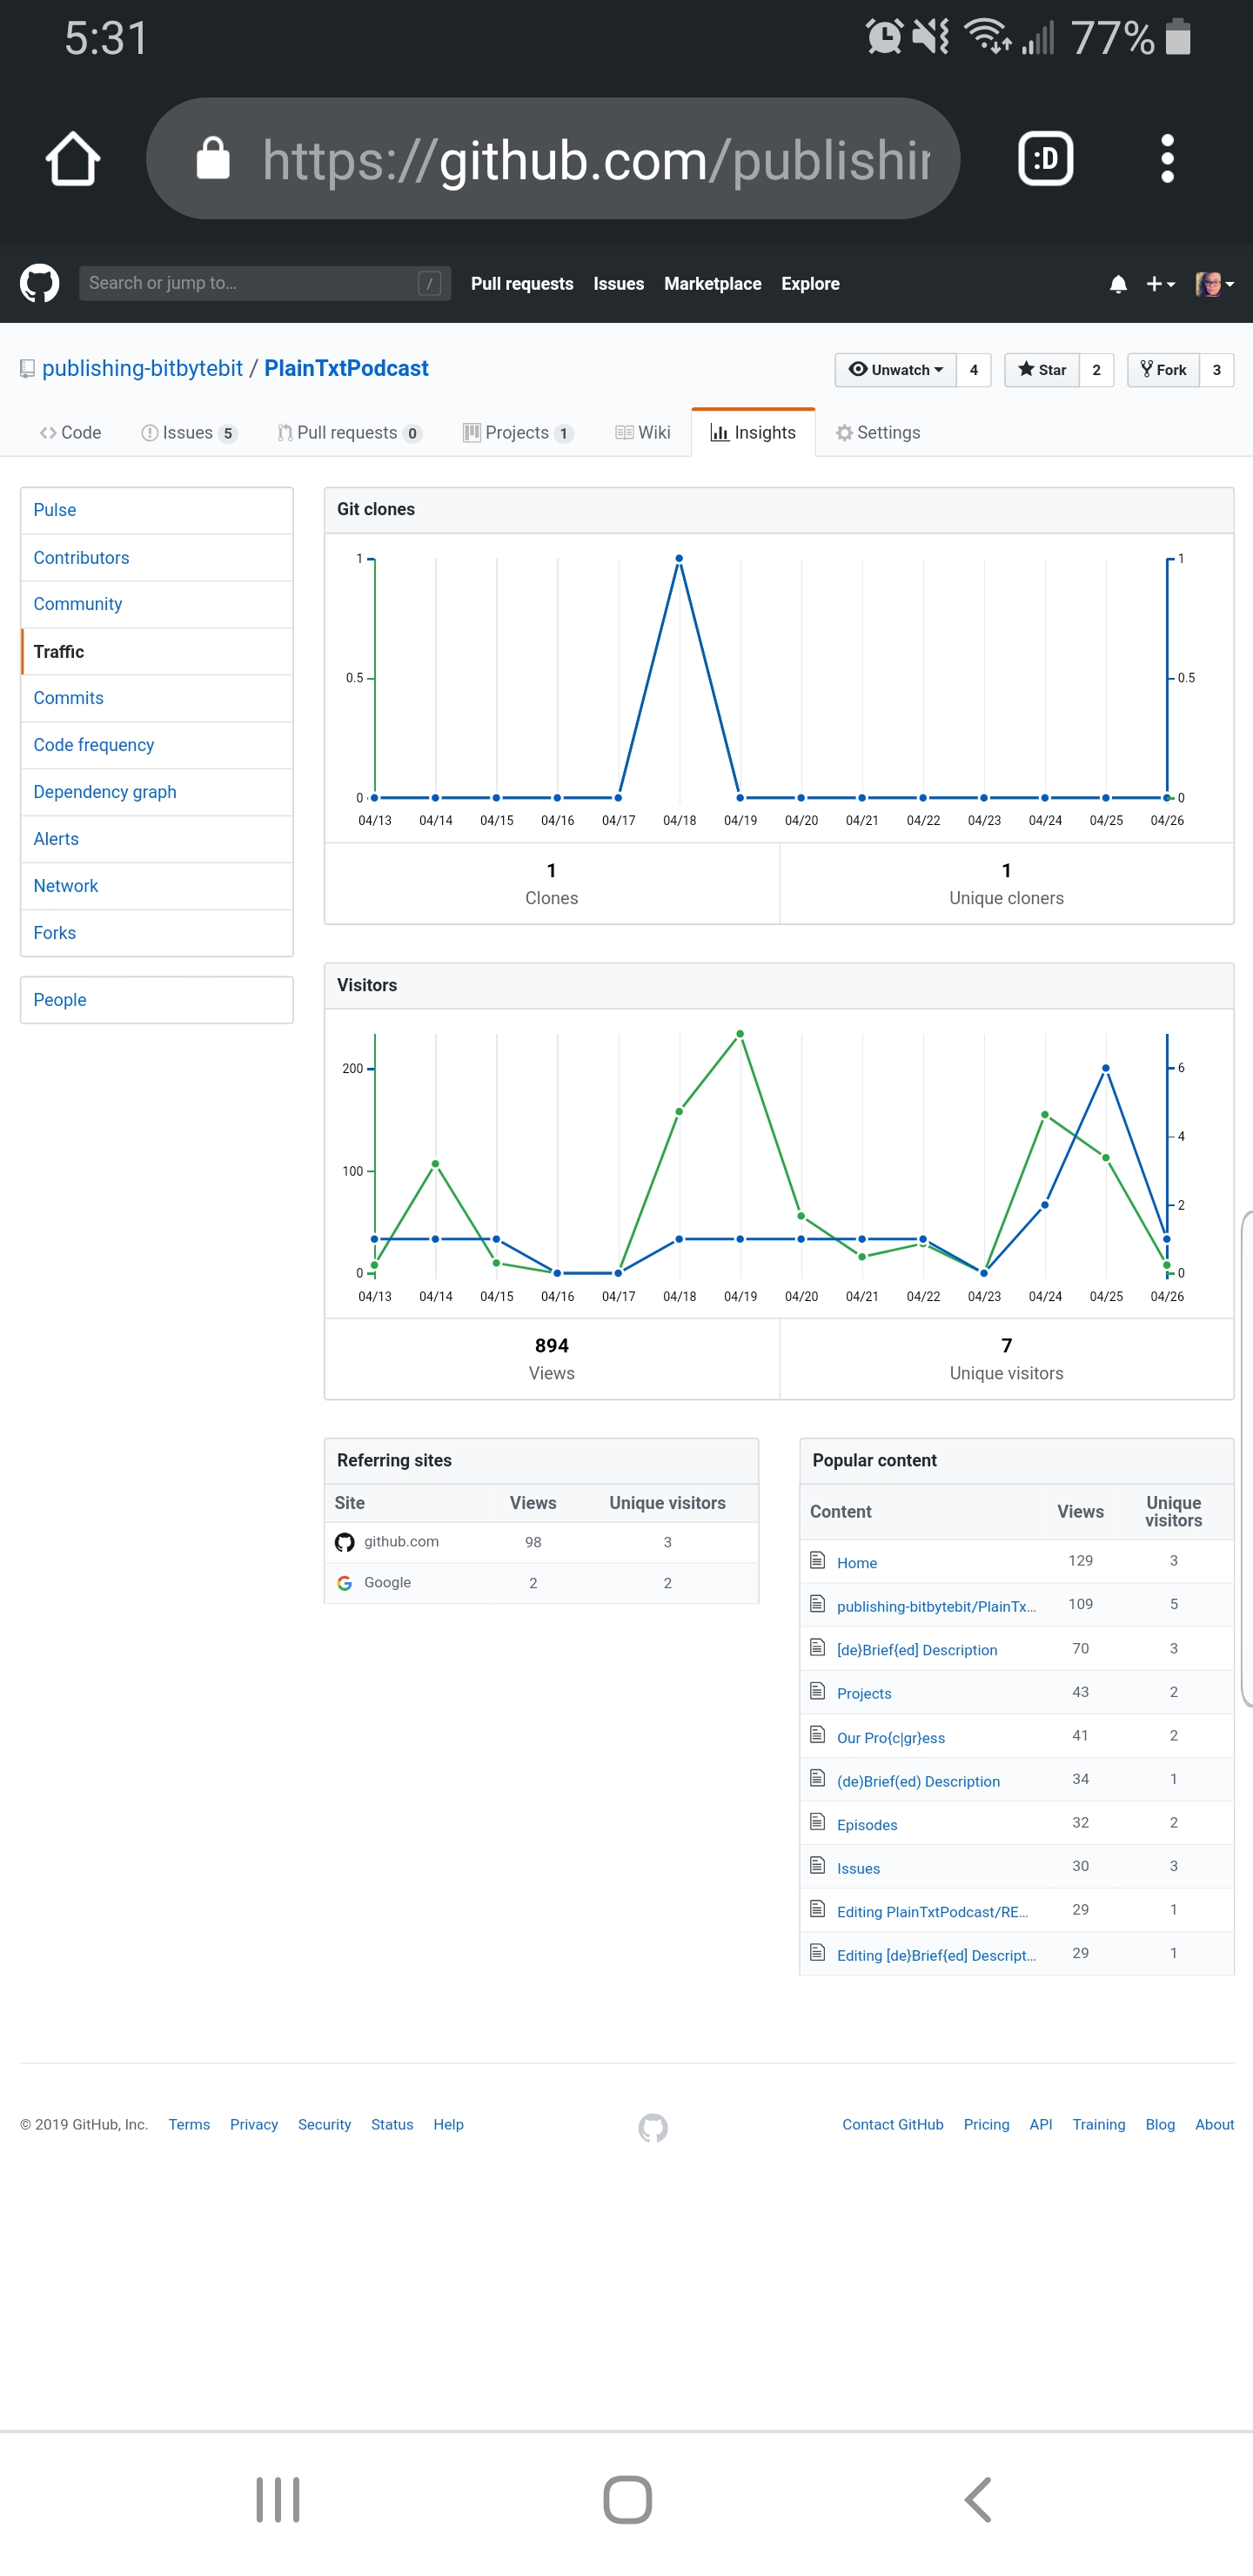 5:31
77%
https://github.com/publishin
:D
Search or jump to...
/
Pull requests Issues Marketplace Explore
publishing-bitbytebit / PlainTxtPodcast
Unwatch 4 Star 2 Fork 3
Code Issues 5 Pull requests 0 Projects 1 Wiki Insights Settings
Pulse
Contributors
Community
Traffic
Commits
Code frequency
Dependency graph
Alerts
Network
Forks
People
Git clones
1 1
0.5 0.5
0 0
04/13 04/14 04/15 04/16 04/17 04/18 04/19 04/20 04/21 04/22 04/23 04/24 04/25 04/26
1 1
Clones Unique cloners
Visitors
200 6
4
100
2
0 0
04/13 04/14 04/15 04/16 04/17 04/18 04/19 04/20 04/21 04/22 04/23 04/24 04/25 04/26
894 7
Views Unique visitors
Referring sites
Site Views Unique visitors
github.com 98 3
Google 2 2
Popular content
Content Views Unique visitors
Home 129 3
publishing-bitbytebit/PlainTx... 109 5
[de}Brief{ed] Description 70 3
Projects 43 2
Our Pro{c|gr}ess 41 2
(de)Brief(ed) Description 34 1
Episodes 32 2
Issues 30 3
Editing PlainTxtPodcast/RE... 29 1
Editing [de}Brief{ed] Descript... 29 1
© 2019 GitHub, Inc. Terms Privacy Security Status Help
Contact GitHub Pricing API Training Blog About